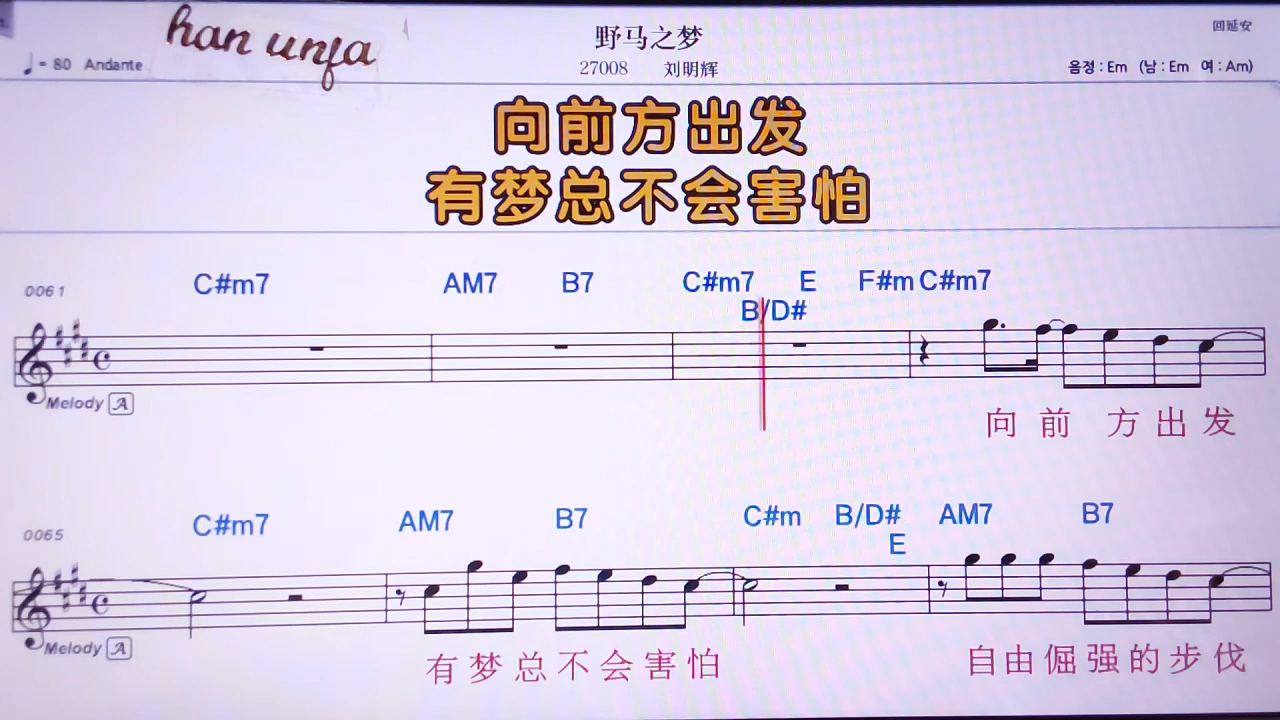 han unfa
野马之梦
回延安
♩= 80 Andante
27008 刘明辉
음정 : Em (남 : Em 여 : Am)
向前方出发
有梦总不会害怕
0061 C#m7 AM7 B7 C#m7 E F#m C#m7
B/D#
Melody A
向 前 方 出 发
0065 C#m7 AM7 B7 C#m B/D# AM7 B7
E
Melody A
有 梦 总 不 会 害 怕 自 由 倔 强 的 步 伐